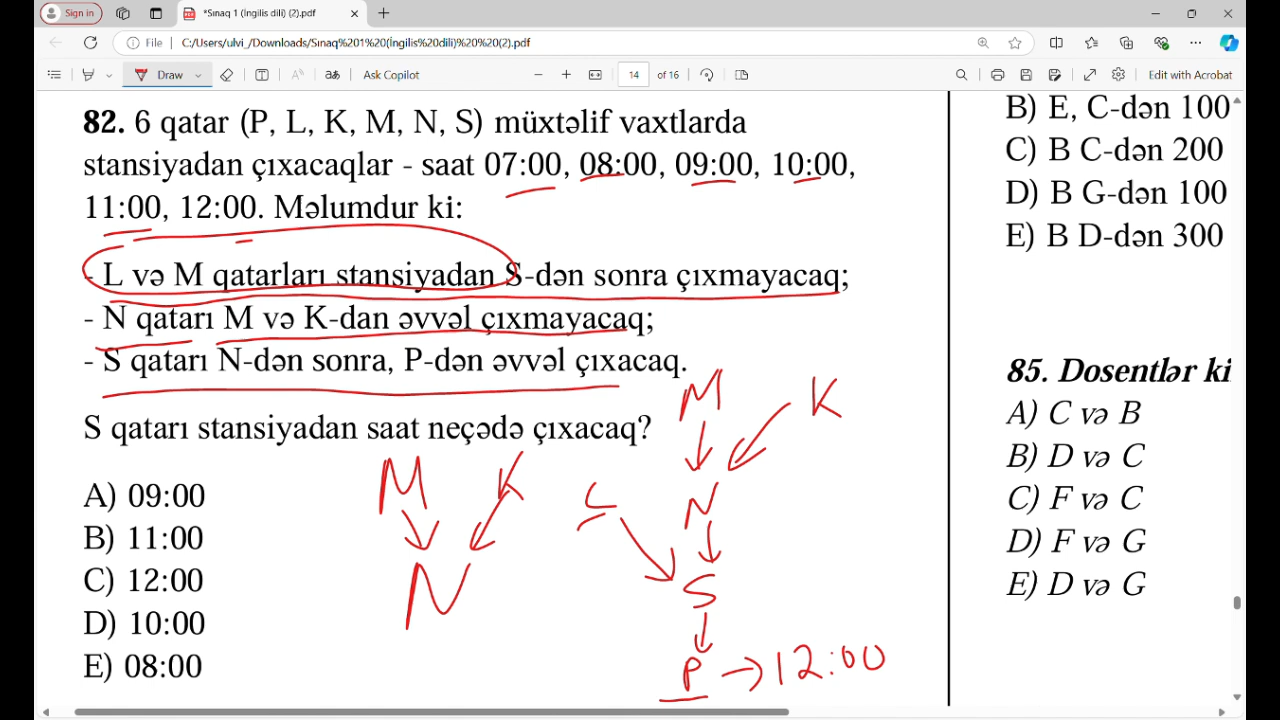 Sign in
*Sınaq 1 (İngilis dili) (2).pdf
File | C:/Users/ulvi_/Downloads/Sınaq%201%20(İngilis%20dili)%20%20(2).pdf
Draw
aあ
Ask Copilot
14 of 16
Edit with Acrobat
82. 6 qatar (P, L, K, M, N, S) müxtəlif vaxtlarda
stansiyadan çıxacaqlar - saat 07:00, 08:00, 09:00, 10:00,
11:00, 12:00. Məlumdur ki:
- L və M qatarları stansiyadan S-dən sonra çıxmayacaq;
- N qatarı M və K-dan əvvəl çıxmayacaq;
- S qatarı N-dən sonra, P-dən əvvəl çıxacaq.
S qatarı stansiyadan saat neçədə çıxacaq?
A) 09:00
B) 11:00
C) 12:00
D) 10:00
E) 08:00
M K
N
M K
N
L
S
P → 12:00
B) E, C-dən 100
C) B C-dən 200
D) B G-dən 100
E) B D-dən 300
85. Dosentlər ki
A) C və B
B) D və C
C) F və C
D) F və G
E) D və G